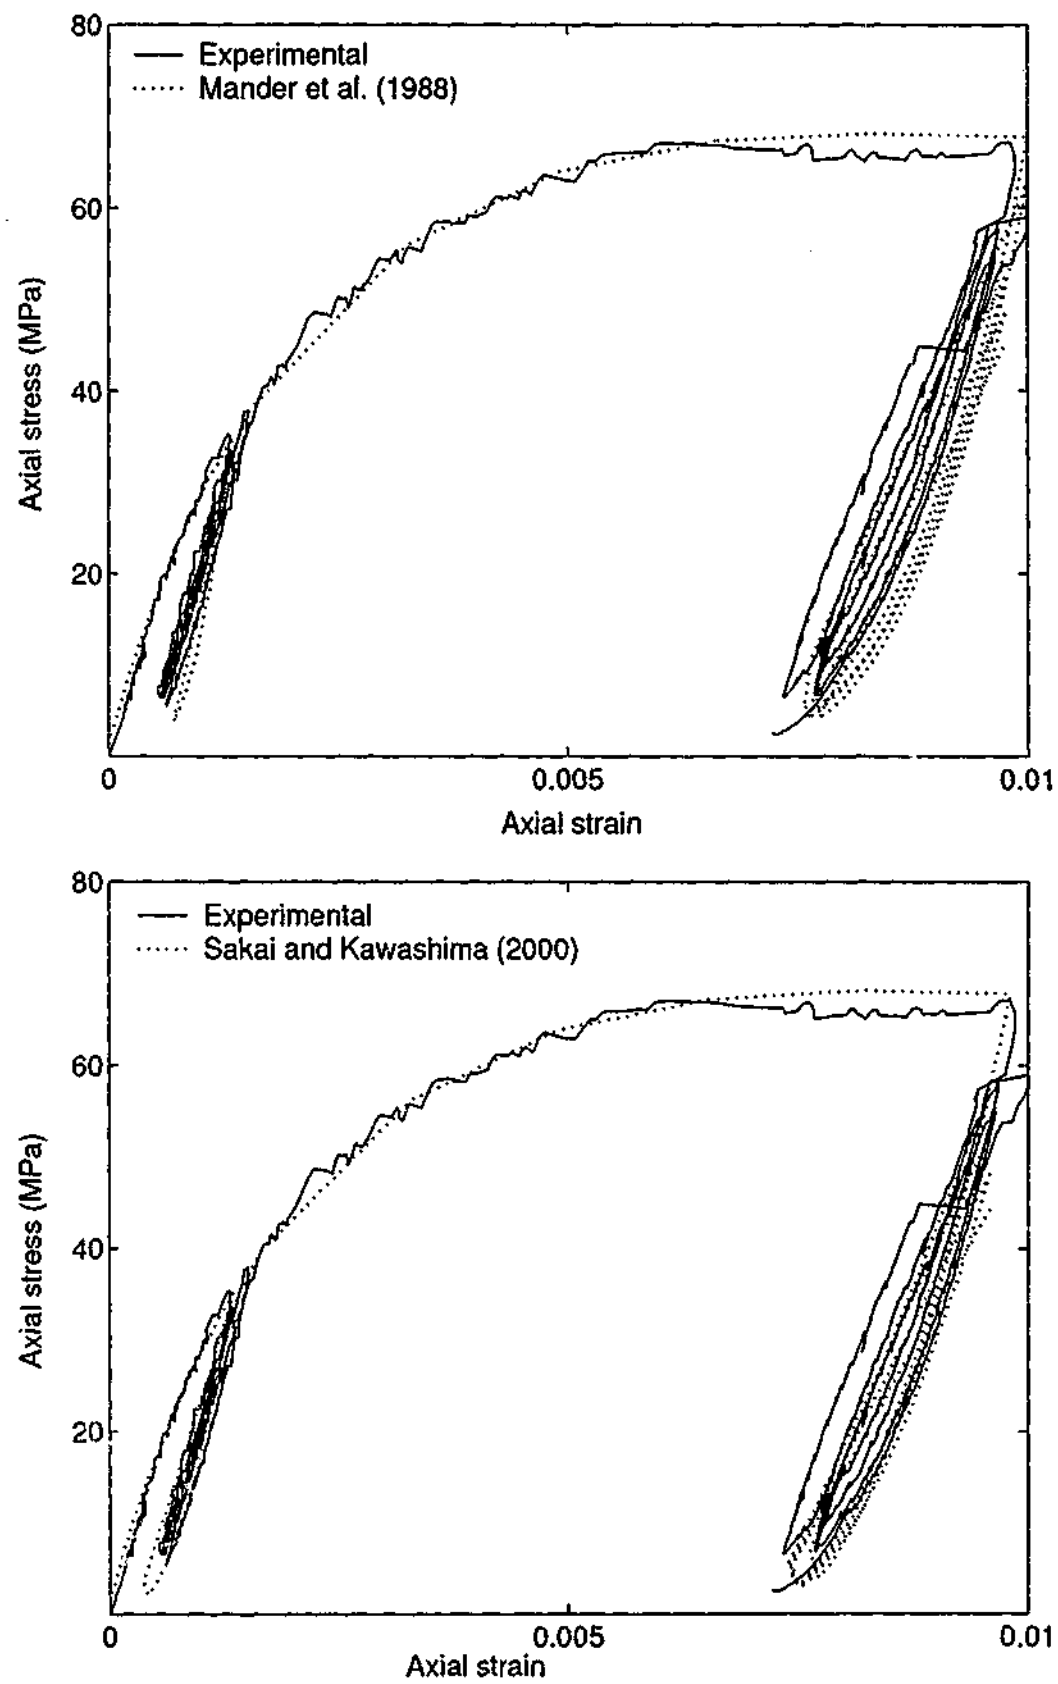 80
Experimental
Mander et al. (1988)
60
Axial stress (MPa)
40
20
0
0.005
0.01
Axial strain
80
Experimental
Sakai and Kawashima (2000)
60
Axial stress (MPa)
40
20
0
0.005
0.01
Axial strain